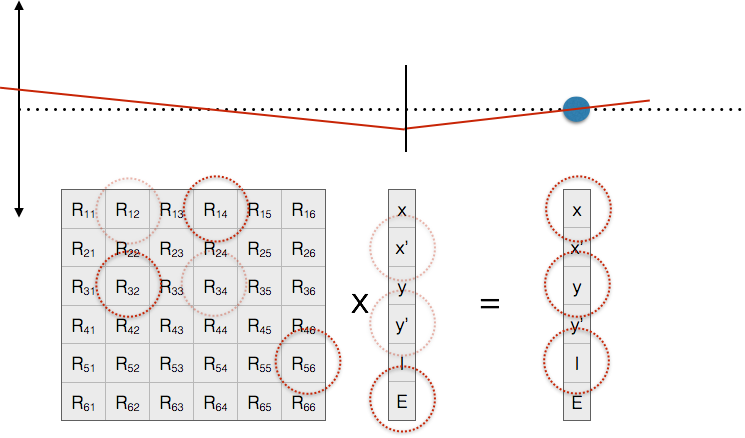 R11 R12 R13 R14 R15 R16 x x
R21 R22 R23 R24 R25 R26 x' x'
R31 R32 R33 R34 R35 R36 x y = y
R41 R42 R43 R44 R45 R46 y' y'
R51 R52 R53 R54 R55 R56 l l
R61 R62 R63 R64 R65 R66 E E